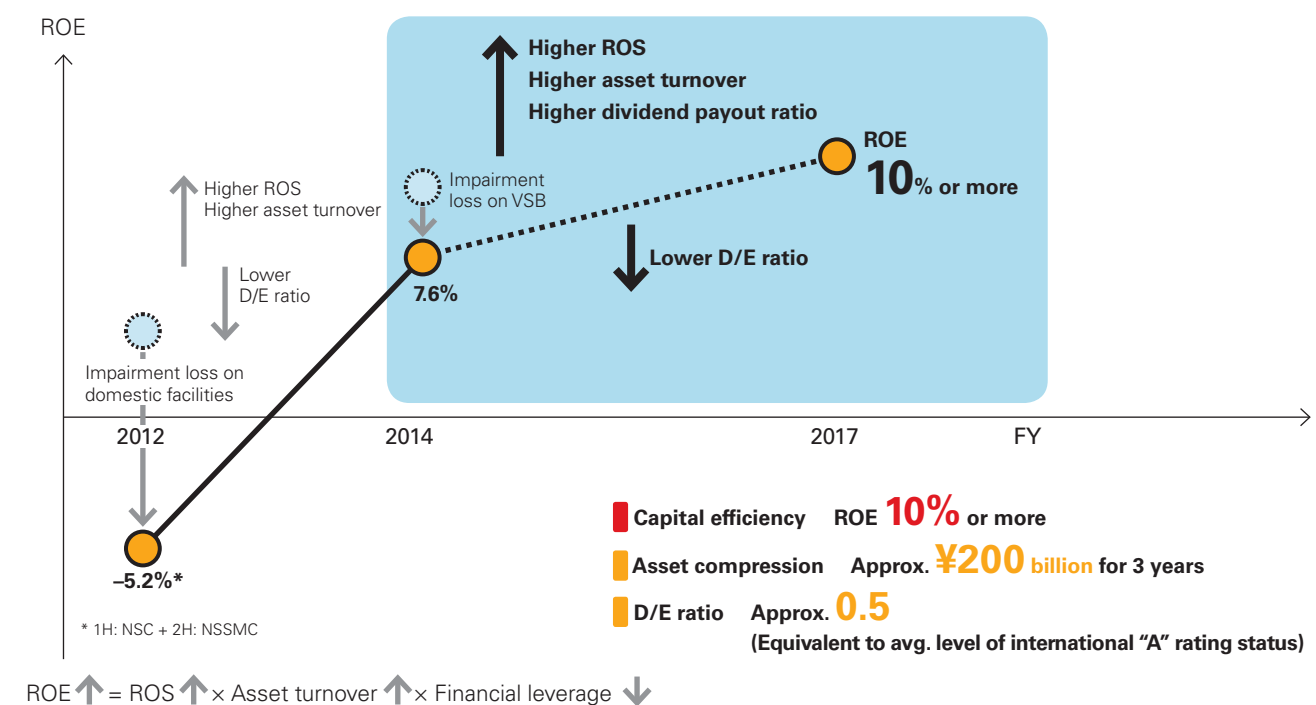 ROE
Higher ROS
Higher asset turnover
Higher dividend payout ratio
ROE
10% or more
Impairment
loss on VSB
Higher ROS
Higher asset turnover
Lower D/E ratio
Lower
D/E ratio
7.6%
Impairment loss on
domestic facilities
2012
2014
2017
FY
–5.2%*
* 1H: NSC + 2H: NSSMC
Capital efficiency ROE 10% or more
Asset compression Approx. ¥200 billion for 3 years
D/E ratio Approx. 0.5
(Equivalent to avg. level of international “A” rating status)
ROE ↑ = ROS ↑ × Asset turnover ↑ × Financial leverage ↓